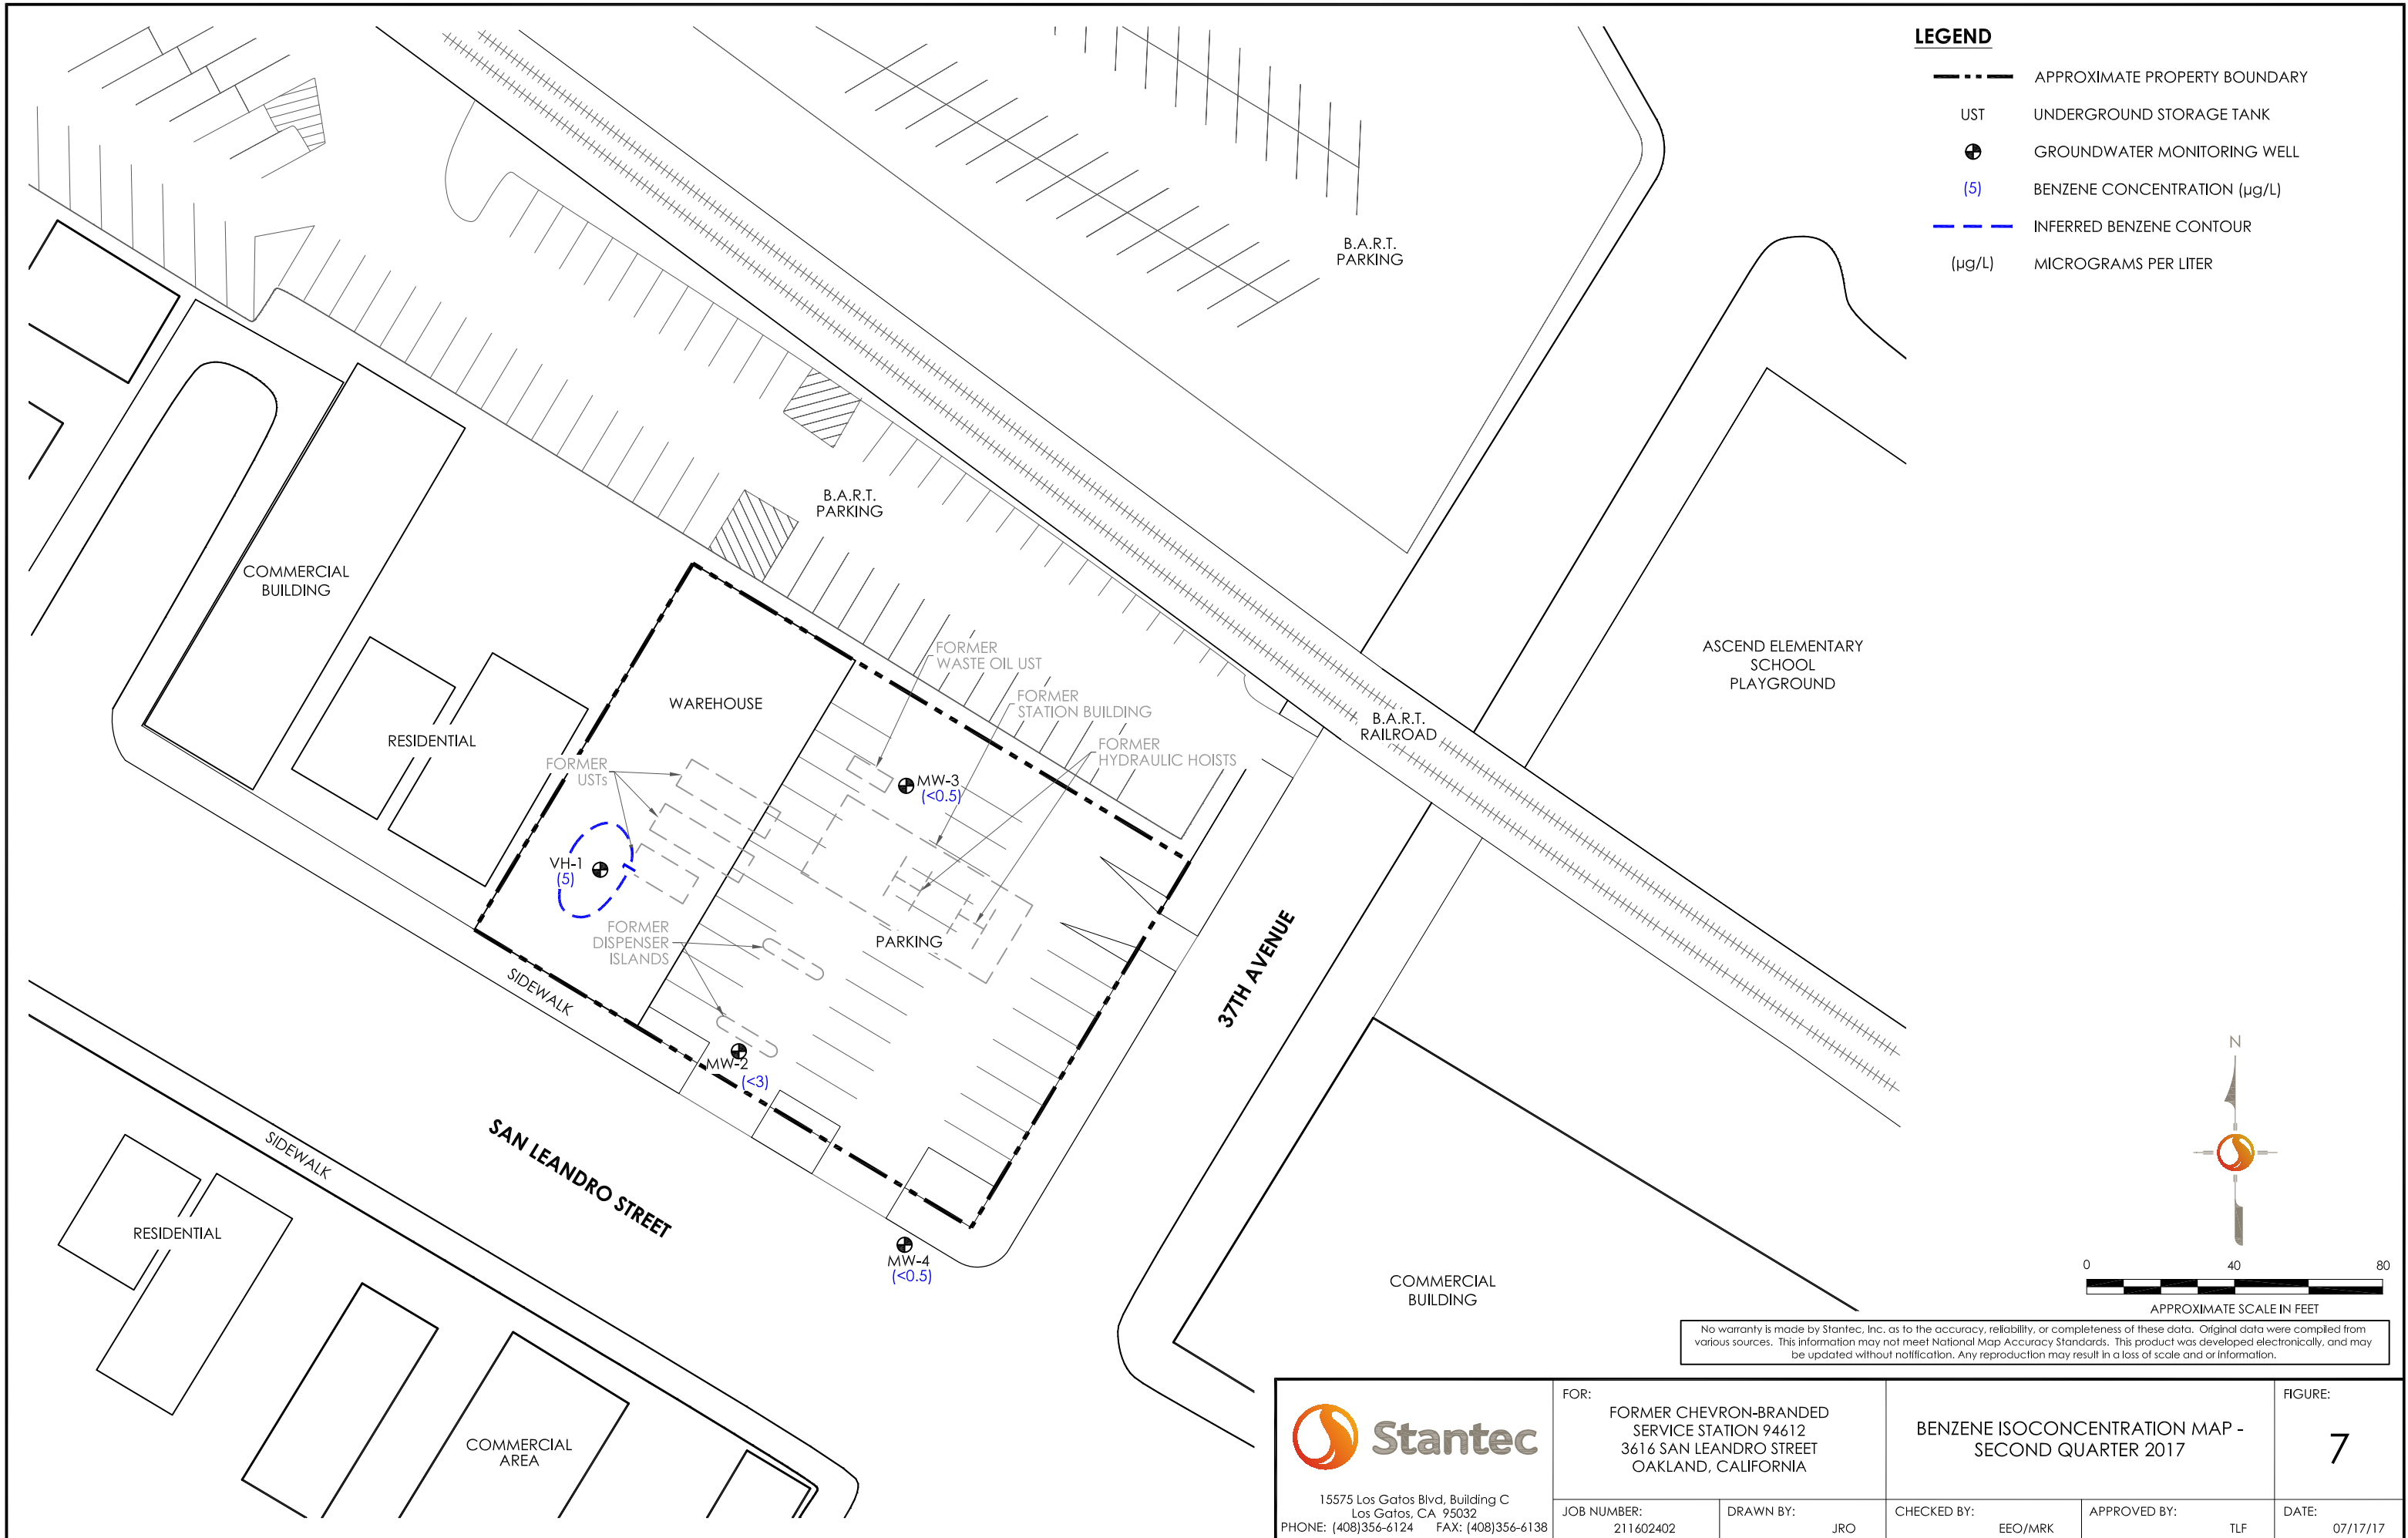 LEGEND
APPROXIMATE PROPERTY BOUNDARY
UST UNDERGROUND STORAGE TANK
GROUNDWATER MONITORING WELL
(5) BENZENE CONCENTRATION (µg/L)
INFERRED BENZENE CONTOUR
(µg/L) MICROGRAMS PER LITER
B.A.R.T.
PARKING
B.A.R.T.
PARKING
COMMERCIAL
BUILDING
RESIDENTIAL
WAREHOUSE
FORMER
WASTE OIL UST
FORMER
STATION BUILDING
FORMER
HYDRAULIC HOISTS
B.A.R.T.
RAILROAD
ASCEND ELEMENTARY
SCHOOL
PLAYGROUND
FORMER
USTs
MW-3
(<0.5)
VH-1
(5)
FORMER
DISPENSER
ISLANDS
PARKING
SIDEWALK
37TH AVENUE
MW-2
(<3)
SAN LEANDRO STREET
SIDEWALK
RESIDENTIAL
MW-4
(<0.5)
COMMERCIAL
BUILDING
COMMERCIAL
AREA
N
0 40 80
APPROXIMATE SCALE IN FEET
No warranty is made by Stantec, Inc. as to the accuracy, reliability, or completeness of these data. Original data were compiled from
various sources. This information may not meet National Map Accuracy Standards. This product was developed electronically, and may
be updated without notification. Any reproduction may result in a loss of scale and or information.
Stantec
15575 Los Gatos Blvd, Building C
Los Gatos, CA 95032
PHONE: (408)356-6124 FAX: (408)356-6138
FOR:
FORMER CHEVRON-BRANDED
SERVICE STATION 94612
3616 SAN LEANDRO STREET
OAKLAND, CALIFORNIA
BENZENE ISOCONCENTRATION MAP -
SECOND QUARTER 2017
FIGURE:
7
JOB NUMBER:
211602402
DRAWN BY:
JRO
CHECKED BY:
EEO/MRK
APPROVED BY:
TLF
DATE:
07/17/17